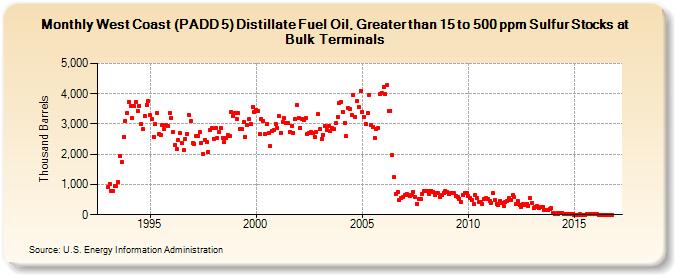 Monthly West Coast (PADD 5) Distillate Fuel Oil, Greater than 15 to 500 ppm Sulfur Stocks at
Bulk Terminals
Thousand Barrels
5,000
4,000
3,000
2,000
1,000
0
1995
2000
2005
2010
2015
Source: U.S. Energy Information Administration